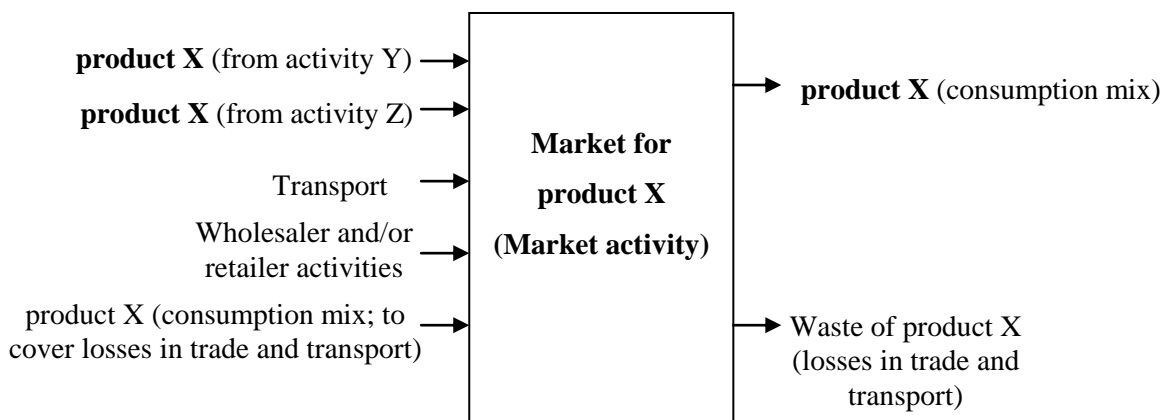 product X (from activity Y)
product X (from activity Z)
Transport
Wholesaler and/or
retailer activities
product X (consumption mix; to
cover losses in trade and transport)
Market for
product X
(Market activity)
product X (consumption mix)
Waste of product X
(losses in trade and
transport)